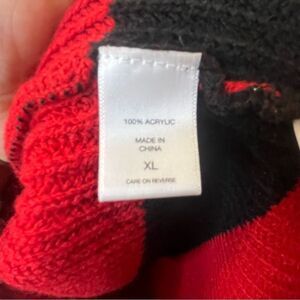 100% ACRYLIC
MADE IN
CHINA
XL
CARE ON REVERSE